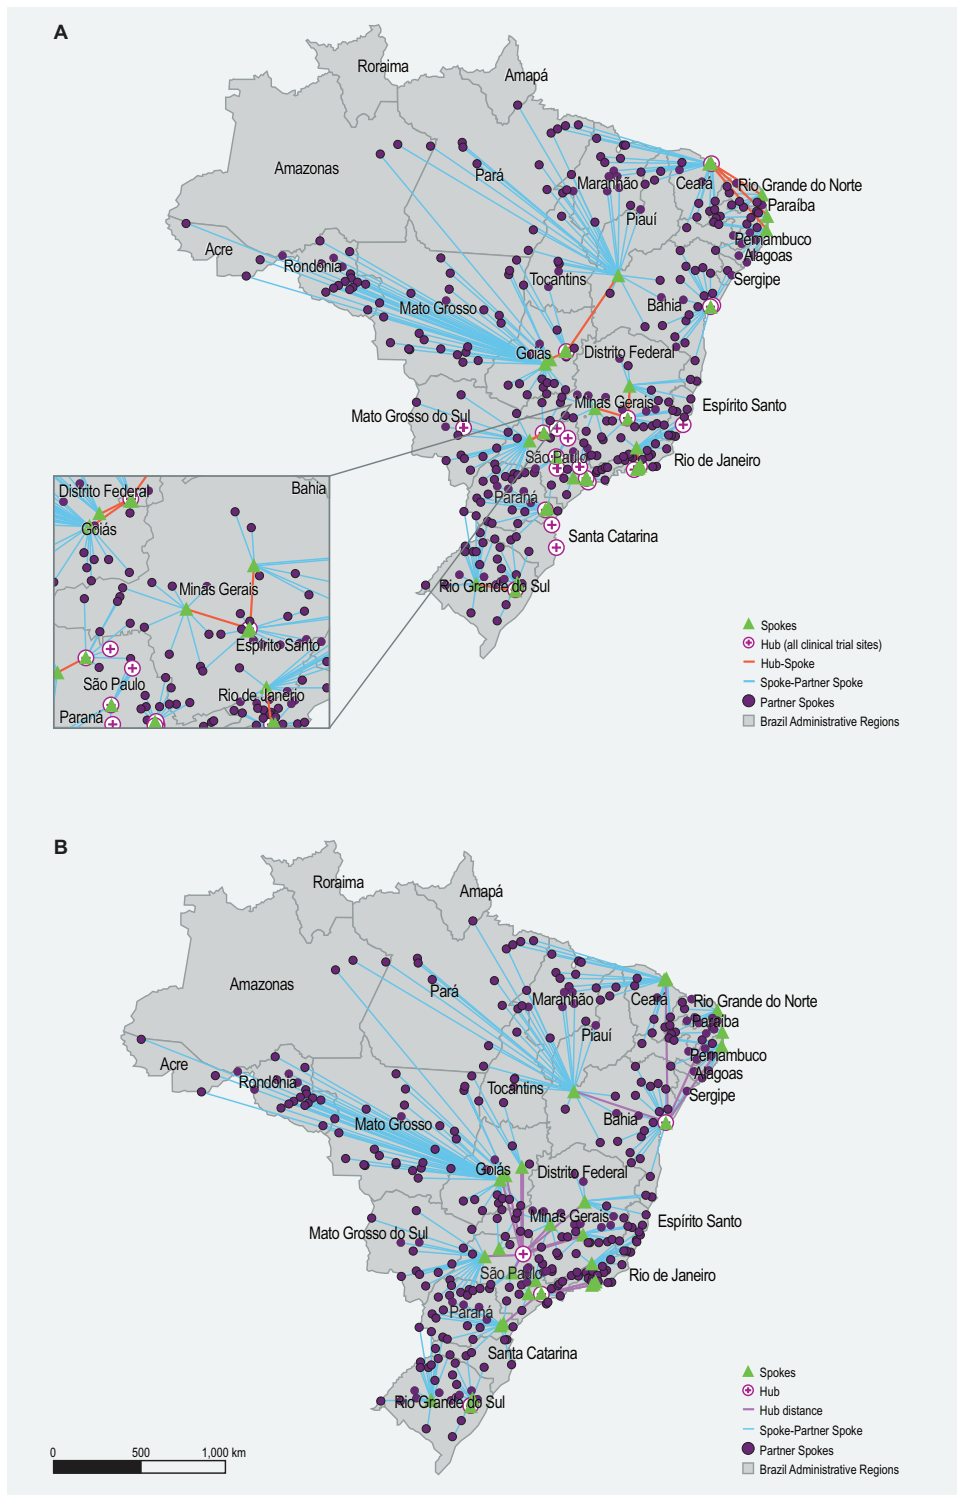 A
Roraima
Amapá
Amazonas
Pará
Maranhão
Ceará
Rio Grande do Norte
Paraíba
Piauí
Pernambuco
Acre
Rondônia
Alagoas
Tocantins
Sergipe
Mato Grosso
Bahia
Goiás
Distrito Federal
Minas Gerais
Espírito Santo
Mato Grosso do Sul
São Paulo
Rio de Janeiro
Paraná
Santa Catarina
Rio Grande do Sul
Distrito Federal
Bahia
Goiás
Minas Gerais
Espírito Santo
São Paulo
Rio de Janerio
Paraná
Spokes
Hub (all clinical trial sites)
Hub-Spoke
Spoke-Partner Spoke
Partner Spokes
Brazil Administrative Regions
B
Roraima
Amapá
Amazonas
Pará
Maranhão
Ceará
Rio Grande do Norte
Paraíba
Piauí
Pernambuco
Acre
Alagoas
Rondônia
Tocantins
Sergipe
Mato Grosso
Bahia
Goiás
Distrito Federal
Minas Gerais
Espírito Santo
Mato Grosso do Sul
São Paulo
Rio de Janeiro
Paraná
Santa Catarina
Rio Grande do Sul
Spokes
Hub
Hub distance
Spoke-Partner Spoke
Partner Spokes
Brazil Administrative Regions
0 500 1,000 km